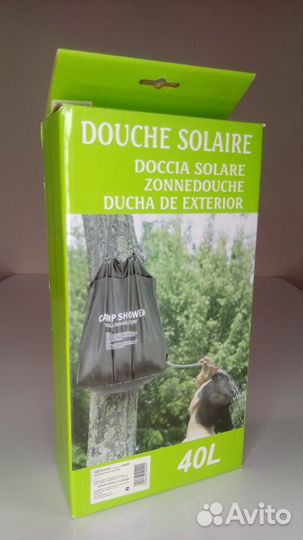 DOUCHE SOLAIRE
DOCCIA SOLARE
ZONNEDOUCHE
DUCHA DE EXTERIOR
CAMP SHOWER
40L
Avito